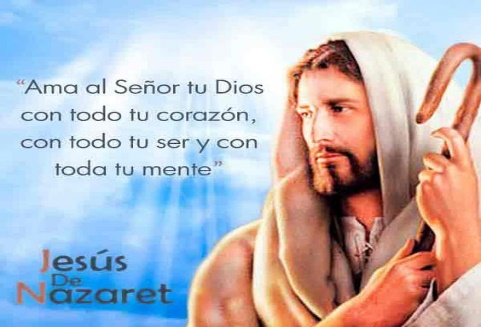 “Ama al Señor tu Dios
con todo tu corazón,
con todo tu ser y con
toda tu mente”
Jesús
De
Nazaret